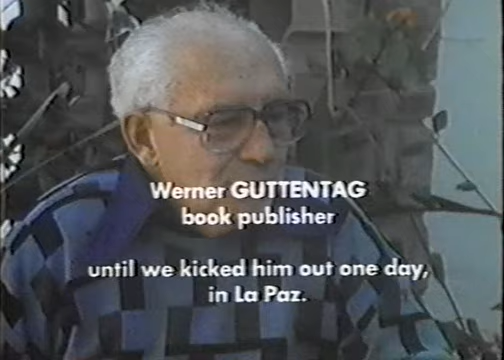 Werner GUTTENTAG
book publisher
until we kicked him out one day,
in La Paz.